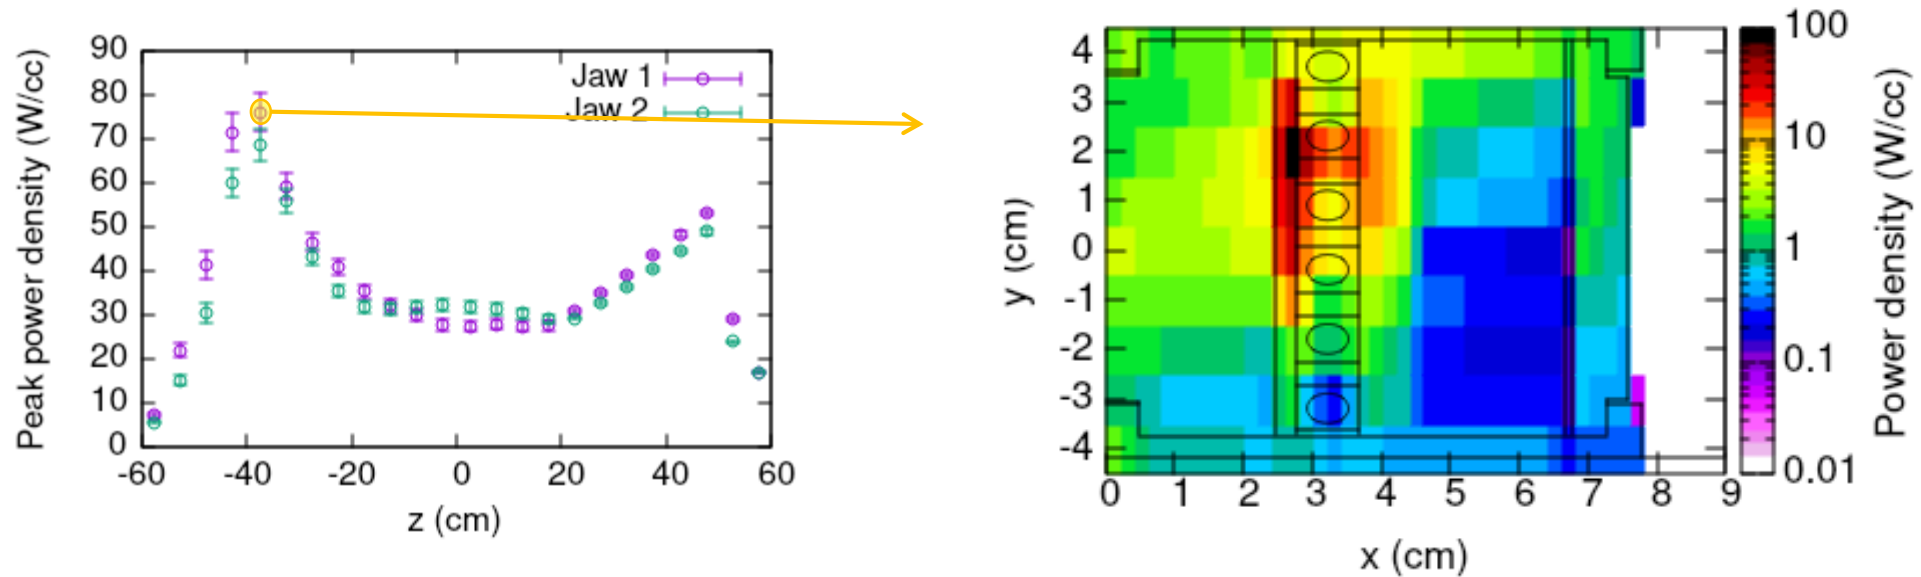 90
80
70
60
50
40
30
20
10
0
-60 -40 -20 0 20 40 60
Peak power density (W/cc)
z (cm)
Jaw 1
Jaw 2
4
3
2
1
0
-1
-2
-3
-4
0 1 2 3 4 5 6 7 8 9
y (cm)
x (cm)
100
10
1
0.1
0.01
Power density (W/cc)